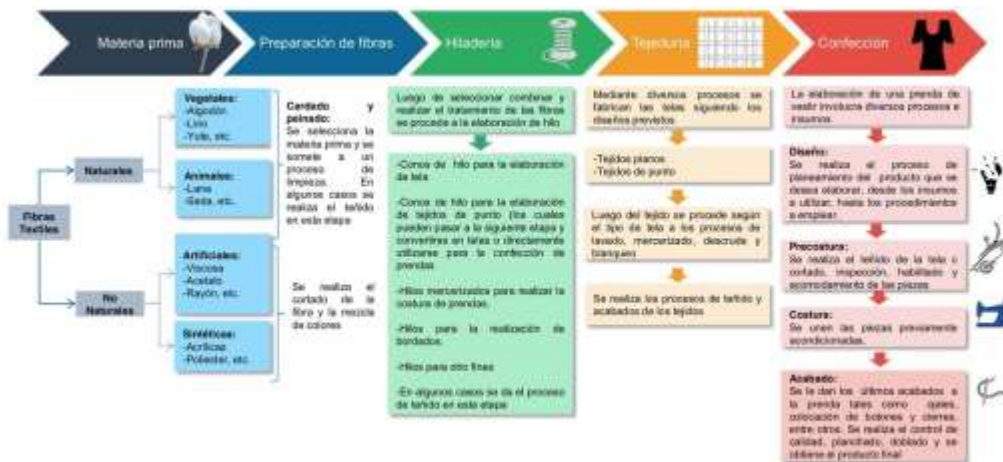 Materia prima
Preparación de fibras
Hiladería
Tejeduría
Confección
Fibras
Textiles
Naturales
No
Naturales
Vegetales:
-Algodón
-Lino
-Yute, etc.
Animales:
-Lana
-Seda, etc.
Artificiales:
-Viscosa
-Acetato
-Rayón, etc.
Sintéticas:
-Acrílicas
-Poliester, etc.
Cardado y
peinado:
Se selecciona la
materia prima y se
somete a un
proceso de
limpieza. En
algunos casos se
realiza el teñido
en esta etapa
Se realiza el
cortado de la
fibra y la mezcla
de colores
Luego de seleccionar combinar y
realizar el tratamiento de las fibras
se procede a la elaboración de hilo
-Conos de hilo para la elaboración
de tela
-Conos de hilo para la elaboración
de tejidos de punto (los cuales
pueden pasar a la siguiente etapa y
convertirse en telas o directamente
utilizarse para la confección de
prendas.
-Hilos mercerizados para realizar la
costura de prendas.
-Hilos para la realización de
bordados.
-Hilos para otro fines
-En algunos casos se da el proceso
de teñido en esta etapa
Mediante diversos procesos se
fabrican las telas siguiendo los
diseños previstos
-Tejidos planos
-Tejidos de punto
Luego del tejido se procede según
el tipo de tela a los procesos de
lavado, mercerizado, descrude y
blanqueo
Se realiza los procesos de teñido y
acabados de los tejidos
La elaboración de una prenda de
vestir involucra diversos procesos e
insumos
Diseño:
Se realiza el proceso de
planeamiento del producto que se
desea elaborar, desde los insumos
a utilizar, hasta los procedimientos
a emplear.
Precostura:
Se realiza el teñido de la tela o
cortado, inspección, habilitado y
acomodamiento de las piezas
Costura:
Se unen las piezas previamente
acondicionadas.
Acabado:
Se le dan los últimos acabados a
la prenda tales como ojales,
colocación de botones y cierres,
entre otros. Se realiza el control de
calidad, planchado, doblado y se
obtiene el producto final